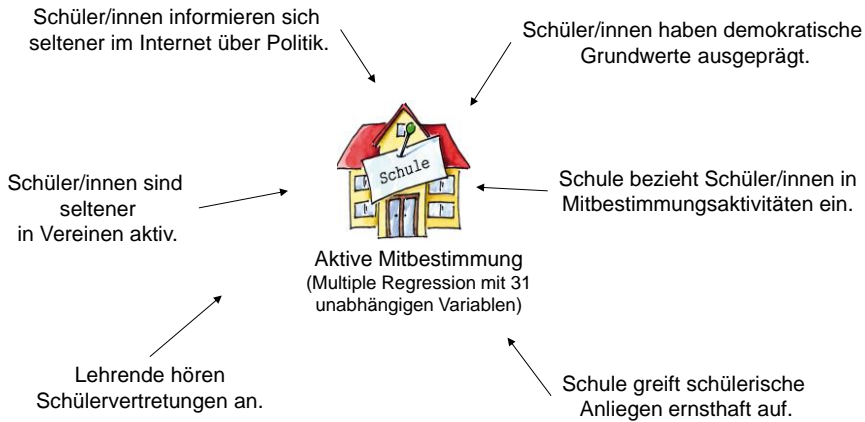 Schüler/innen informieren sich
seltener im Internet über Politik.
Schüler/innen haben demokratische
Grundwerte ausgeprägt.
Schule
Schüler/innen sind
seltener
in Vereinen aktiv.
Schule bezieht Schüler/innen in
Mitbestimmungsaktivitäten ein.
Aktive Mitbestimmung
(Multiple Regression mit 31
unabhängigen Variablen)
Lehrende hören
Schülervertretungen an.
Schule greift schülerische
Anliegen ernsthaft auf.